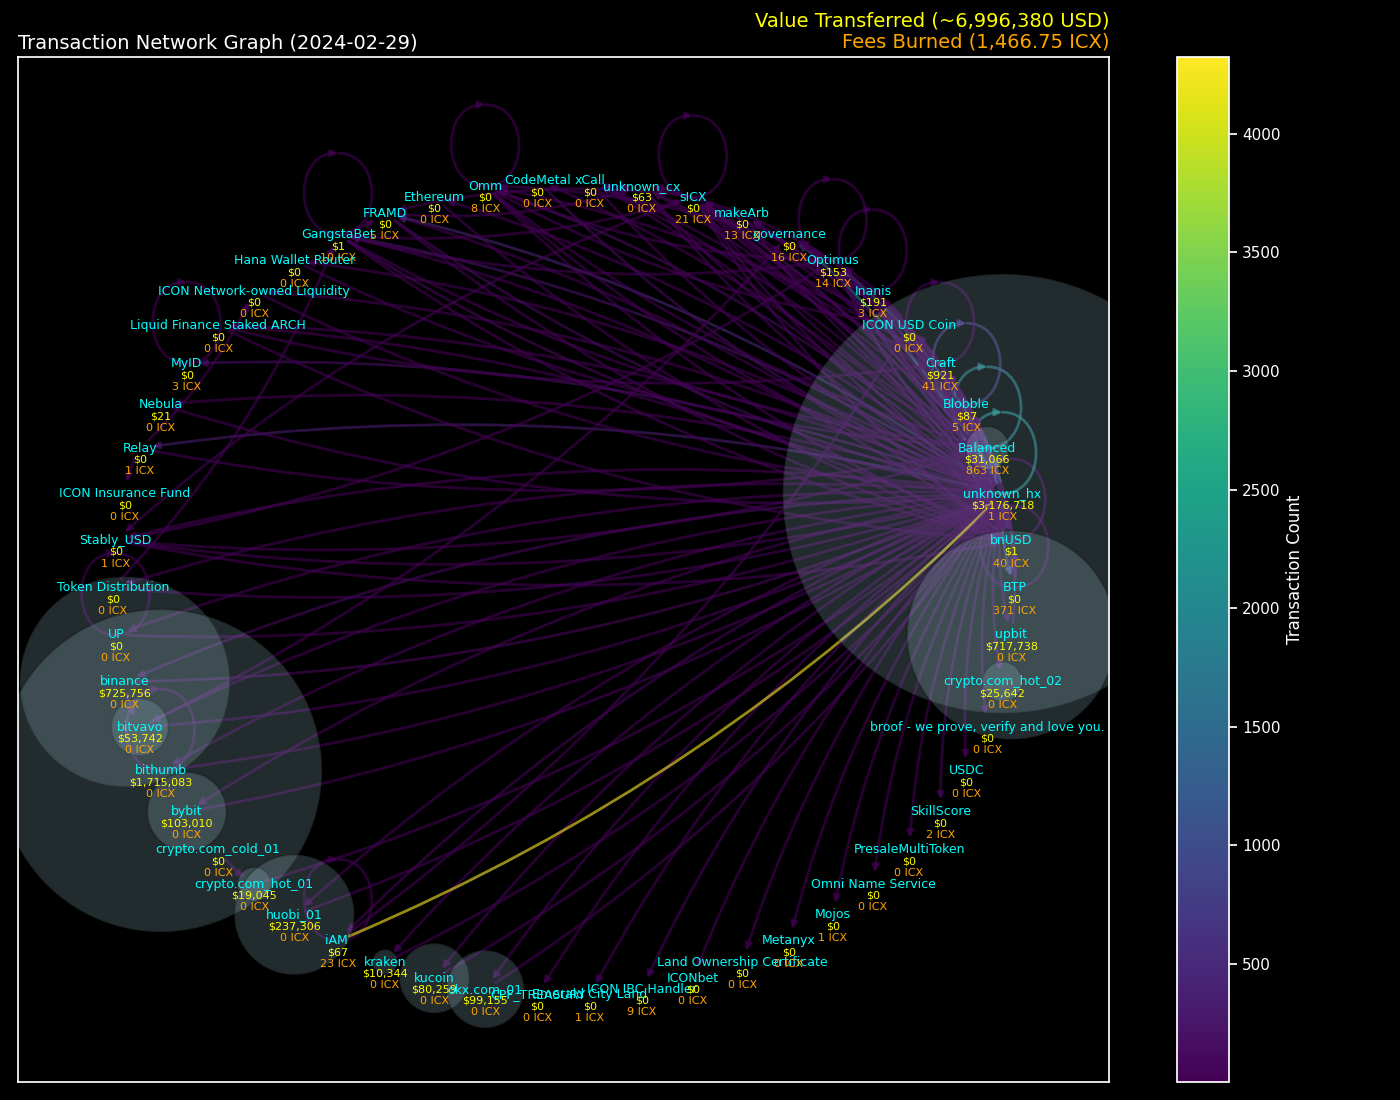 Value Transferred (~6,996,380 USD)
Transaction Network Graph (2024-02-29)
Fees Burned (1,466.75 ICX)
Omm
$0
8 ICX
CodeMetal
$0
0 ICX
xCall
$0
0 ICX
unknown_cx
$63
0 ICX
sICX
$0
21 ICX
Ethereum
$0
0 ICX
makeArb
$0
13 ICX
FRAMD
$0
5 ICX
governance
$0
16 ICX
GangstaBet
$1
10 ICX
Optimus
$153
14 ICX
Hana Wallet Router
$0
0 ICX
Inanis
$191
3 ICX
ICON Network-owned Liquidity
$0
0 ICX
ICON USD Coin
$0
0 ICX
Liquid Finance Staked ARCH
$0
0 ICX
Craft
$921
41 ICX
MyID
$0
3 ICX
Blobble
$87
5 ICX
Nebula
$21
0 ICX
Balanced
$31,066
863 ICX
Relay
$0
1 ICX
unknown_hx
$3,176,718
1 ICX
ICON Insurance Fund
$0
0 ICX
bnUSD
$1
40 ICX
Stably_USD
$0
1 ICX
BTP
$0
371 ICX
Token Distribution
$0
0 ICX
upbit
$717,738
0 ICX
UP
$0
0 ICX
crypto.com_hot_02
$25,642
0 ICX
binance
$725,756
0 ICX
broof - we prove, verify and love you.
$0
0 ICX
bitvavo
$53,742
0 ICX
USDC
$0
0 ICX
bithumb
$1,715,083
0 ICX
SkillScore
$0
2 ICX
bybit
$103,010
0 ICX
PresaleMultiToken
$0
0 ICX
crypto.com_cold_01
$0
0 ICX
Omni Name Service
$0
0 ICX
crypto.com_hot_01
$19,045
0 ICX
Mojos
$0
1 ICX
huobi_01
$237,306
0 ICX
Metanyx
$0
0 ICX
iAM
$67
23 ICX
Land Ownership Certificate
$0
0 ICX
kraken
$10,344
0 ICX
ICONbet
$0
0 ICX
kucoin
$80,259
0 ICX
ICON IBC Handler
$0
9 ICX
okx.com_01
$99,155
0 ICX
$0
0 ICX
Emerald City Land
$0
1 ICX
4000
3500
3000
2500
2000
1500
1000
500
Transaction Count